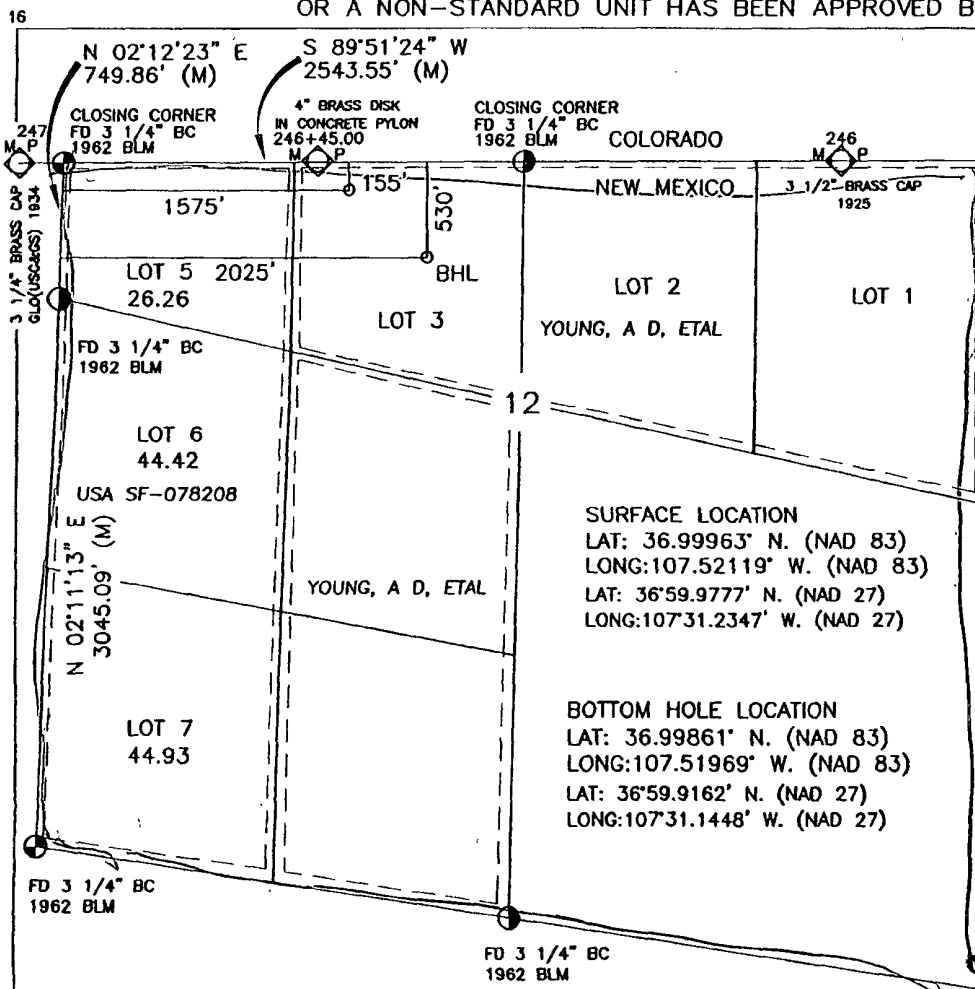 16
OR A NON-STANDARD UNIT HAS BEEN APPROVED B
N 02°12'23" E
749.86' (M)
S 89°51'24" W
2543.55' (M)
CLOSING CORNER
FD 3 1/4" BC
1962 BLM
4" BRASS DISK
IN CONCRETE PYLON
246+45.00
M P
CLOSING CORNER
FD 3 1/4" BC
1962 BLM
COLORADO
246
M P
247
M P
3 1/4" BRASS CAP
GLO(USC&GS) 1934
NEW MEXICO
3 1/2" BRASS CAP
1925
155'
1575'
530'
LOT 5 2025'
26.26
BHL
LOT 3
LOT 2
LOT 1
YOUNG, A D, ETAL
FD 3 1/4" BC
1962 BLM
12
LOT 6
44.42
USA SF-078208
N 02°11'13" E
3045.09' (M)
YOUNG, A D, ETAL
SURFACE LOCATION
LAT: 36.99963° N. (NAD 83)
LONG:107.52119° W. (NAD 83)
LAT: 36°59.9777' N. (NAD 27)
LONG:107°31.2347' W. (NAD 27)
LOT 7
44.93
BOTTOM HOLE LOCATION
LAT: 36.99861° N. (NAD 83)
LONG:107.51969° W. (NAD 83)
LAT: 36°59.9162' N. (NAD 27)
LONG:107°31.1448' W. (NAD 27)
FD 3 1/4" BC
1962 BLM
FD 3 1/4" BC
1962 BLM